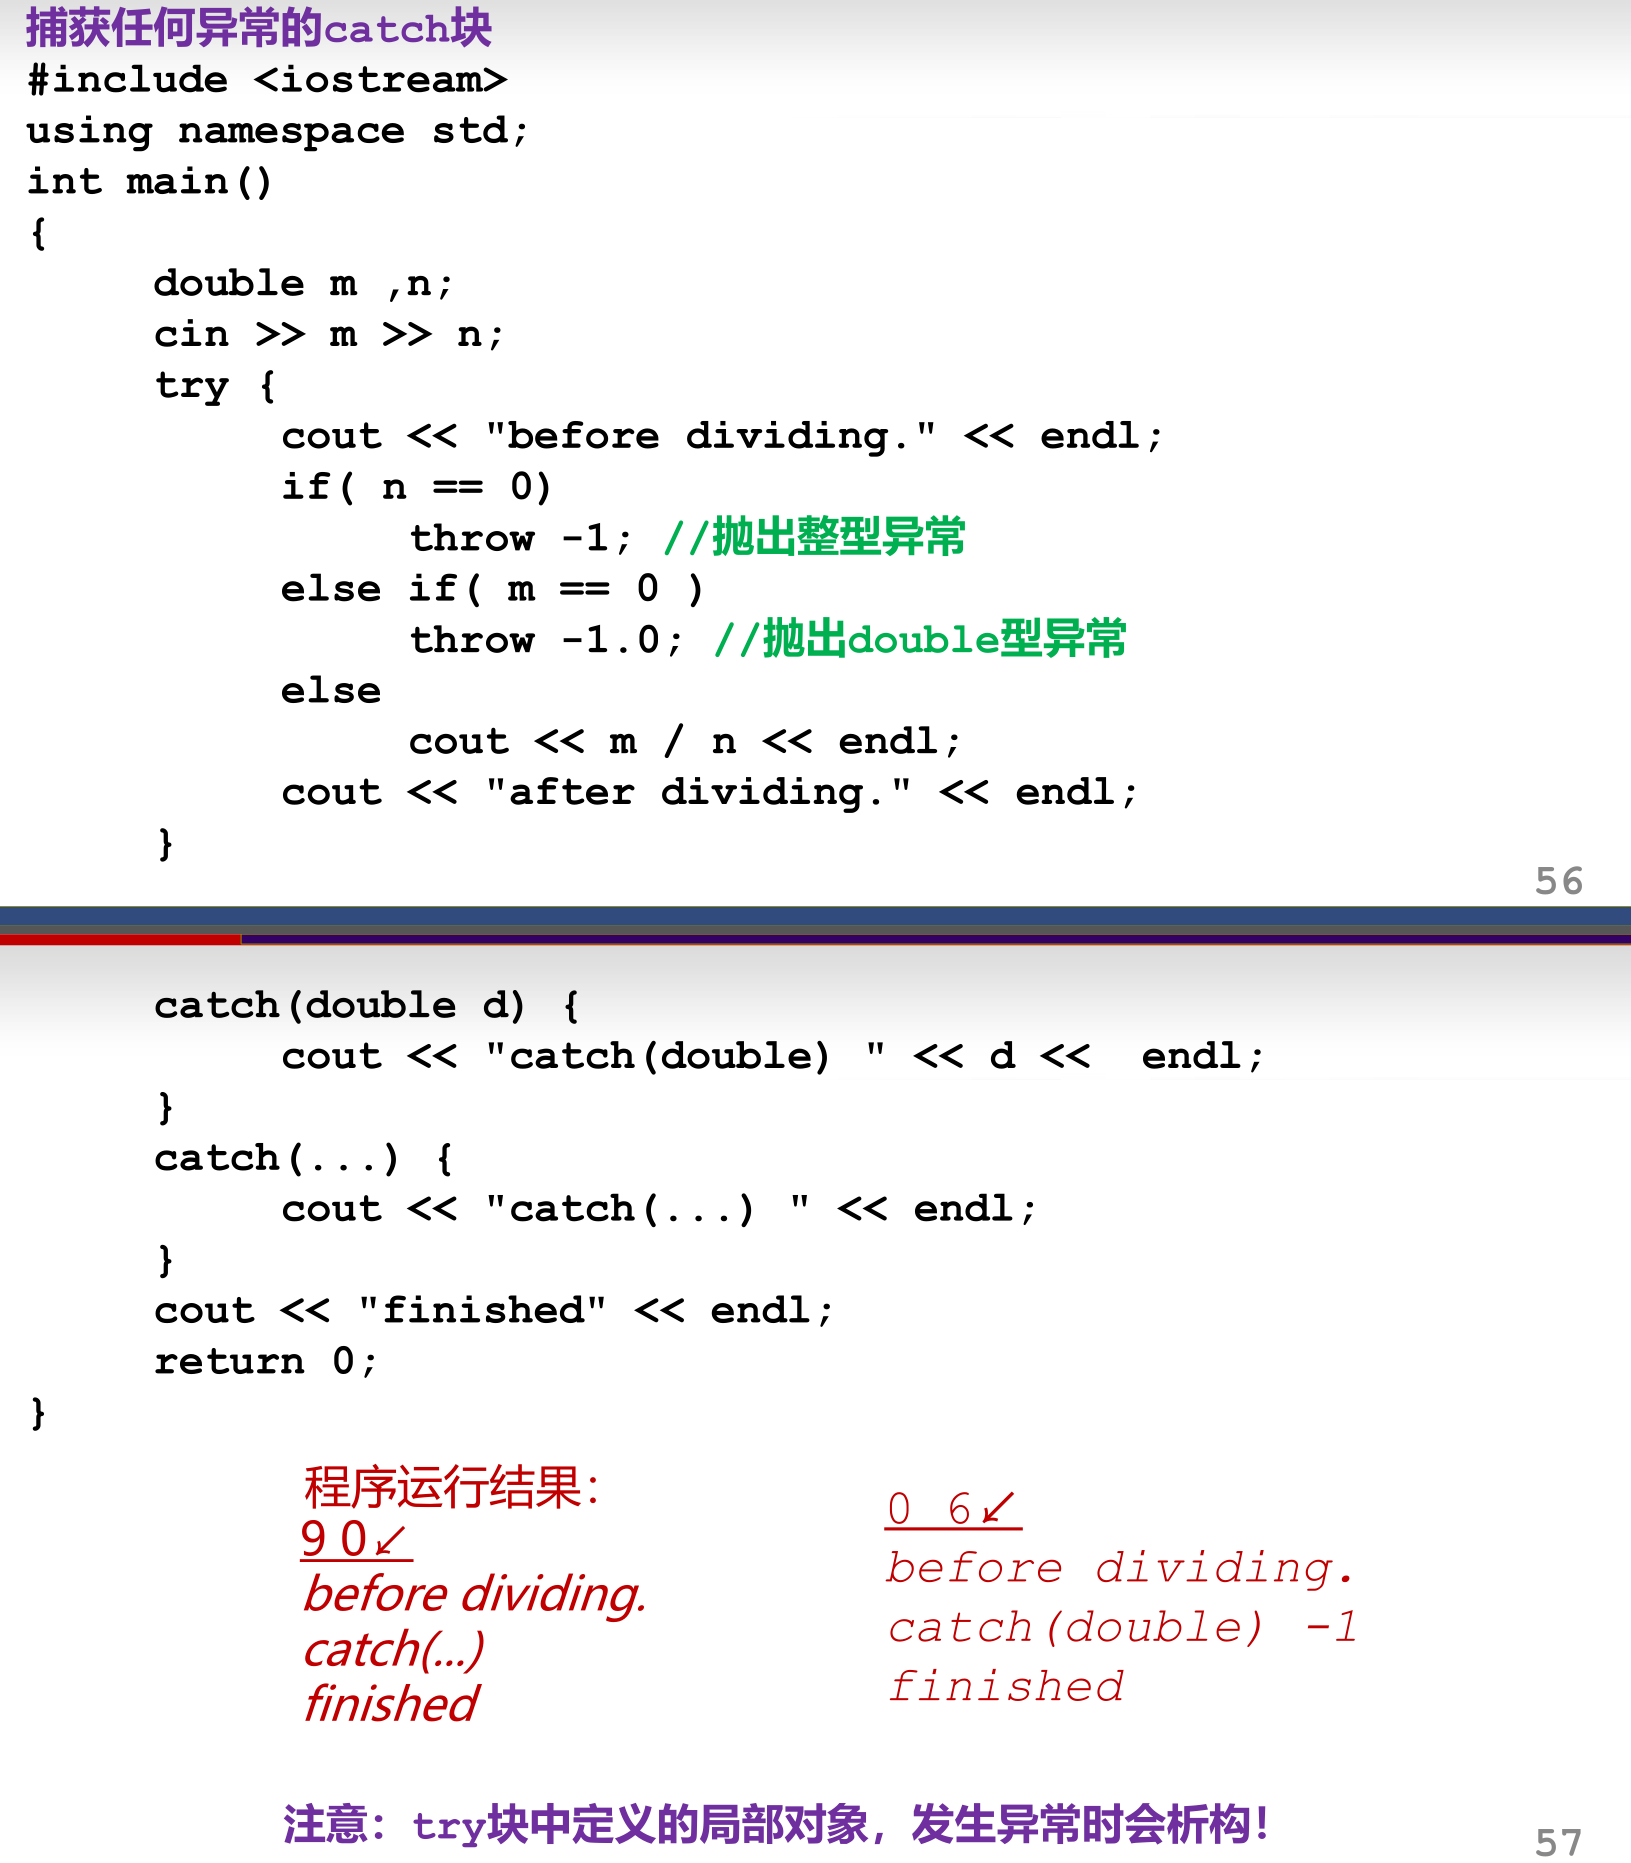 捕获任何异常的catch块
#include <iostream>
using namespace std;
int main()
{
double m ,n;
cin >> m >> n;
try {
cout << "before dividing." << endl;
if( n == 0)
throw -1; //抛出整型异常
else if( m == 0 )
throw -1.0; //抛出double型异常
else
cout << m / n << endl;
cout << "after dividing." << endl;
}
56
catch(double d) {
cout << "catch(double) " << d <<  endl;
}
catch(...) {
cout << "catch(...) " << endl;
}
cout << "finished" << endl;
return 0;
}
程序运行结果:
9 0↙
before dividing.
catch(...)
finished
0 6↙
before dividing.
catch(double) -1
finished
注意：try块中定义的局部对象，发生异常时会析构!
57